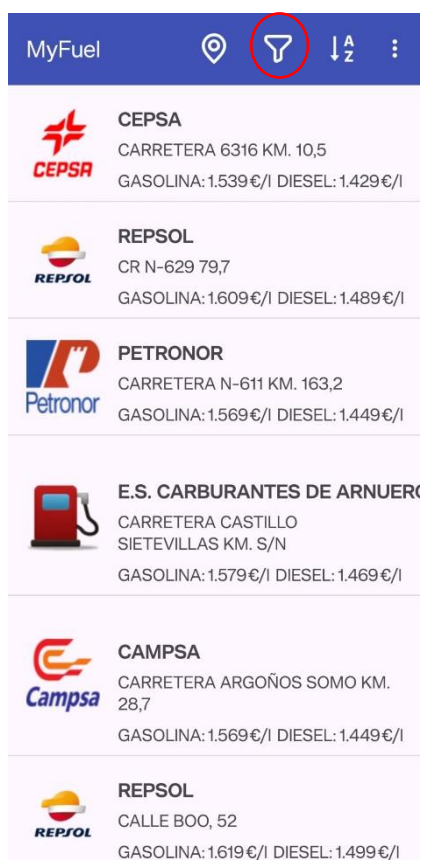 MyFuel
A
Z
CEPSA
CEPSA
CARRETERA 6316 KM. 10,5
GASOLINA: 1.539€/l DIESEL: 1.429€/l
REPSOL
REPSOL
CR N-629 79,7
GASOLINA: 1.609€/l DIESEL: 1.489€/l
Petronor
PETRONOR
CARRETERA N-611 KM. 163,2
GASOLINA: 1.569€/l DIESEL: 1.449€/l
E.S. CARBURANTES DE ARNUERO
CARRETERA CASTILLO
SIETEVILLAS KM. S/N
GASOLINA: 1.579€/l DIESEL: 1.469€/l
Campsa
CAMPSA
CARRETERA ARGOÑOS SOMO KM.
28,7
GASOLINA: 1.569€/l DIESEL: 1.449€/l
REPSOL
REPSOL
CALLE BOO, 52
GASOLINA: 1.619€/l DIESEL: 1.499€/l